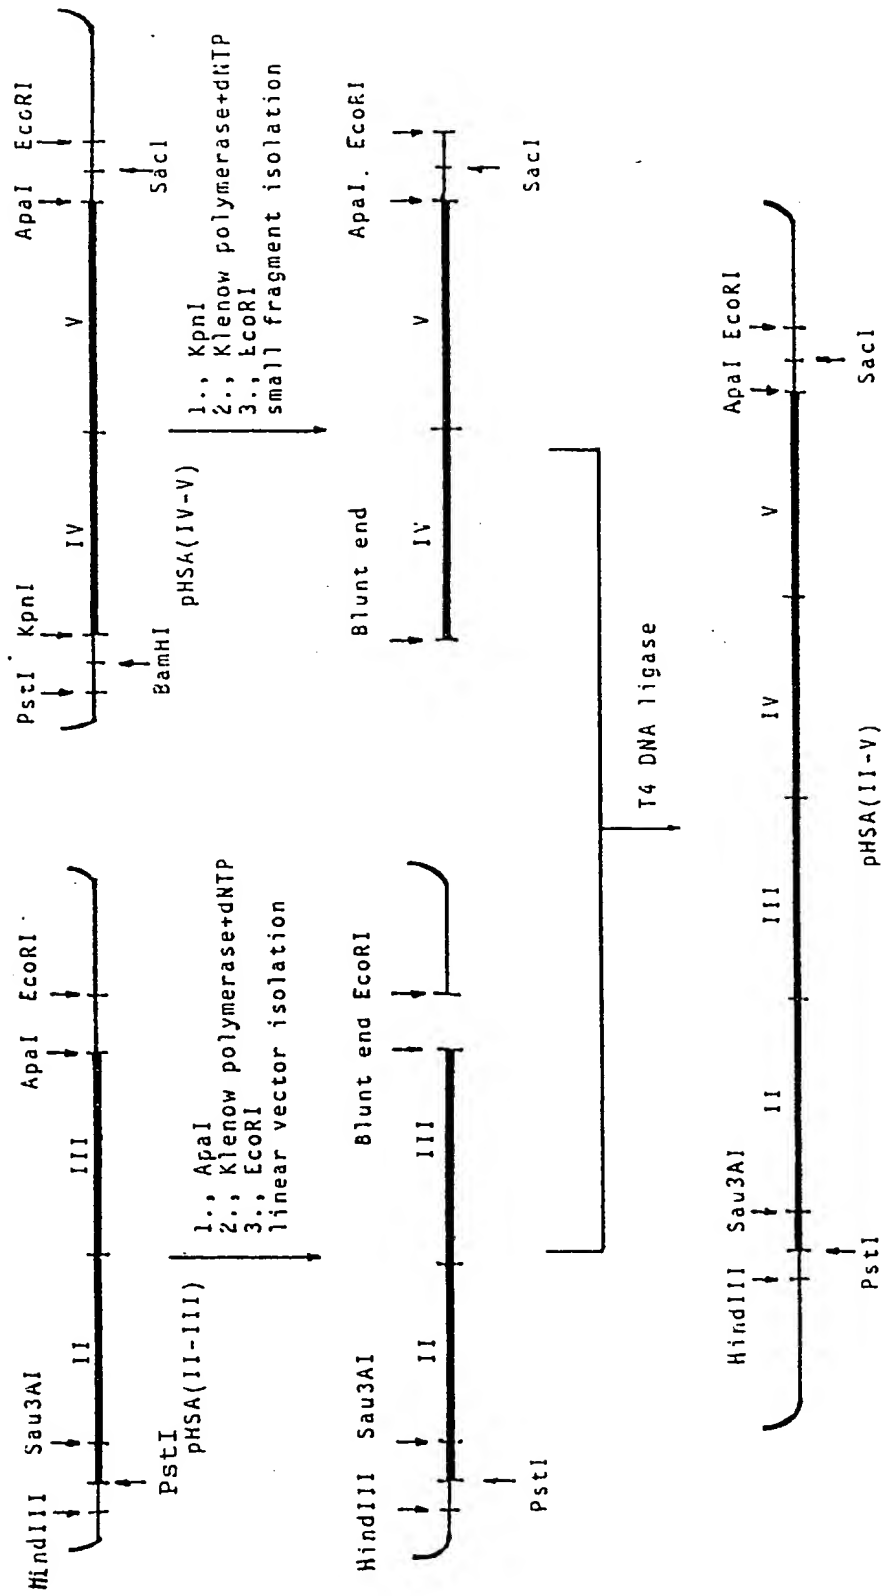 HindIII Sau3AI ApaI EcoRI
II III
PstI
pHSA(II-III)
1., ApaI
2., Klenow polymerase+dNTP
3., EcoRI
linear vector isolation
HindIII Sau3AI Blunt end EcoRI
II III
PstI
PstI KpnI ApaI EcoRI
IV V
BamHI SacI
pHSA(IV-V)
1., KpnI
2., Klenow polymerase+dNTP
3., EcoRI
small fragment isolation
Blunt end ApaI. EcoRI
IV V
SacI
T4 DNA ligase
HindIII Sau3AI ApaI EcoRI
II III IV V
PstI SacI
pHSA(II-V)